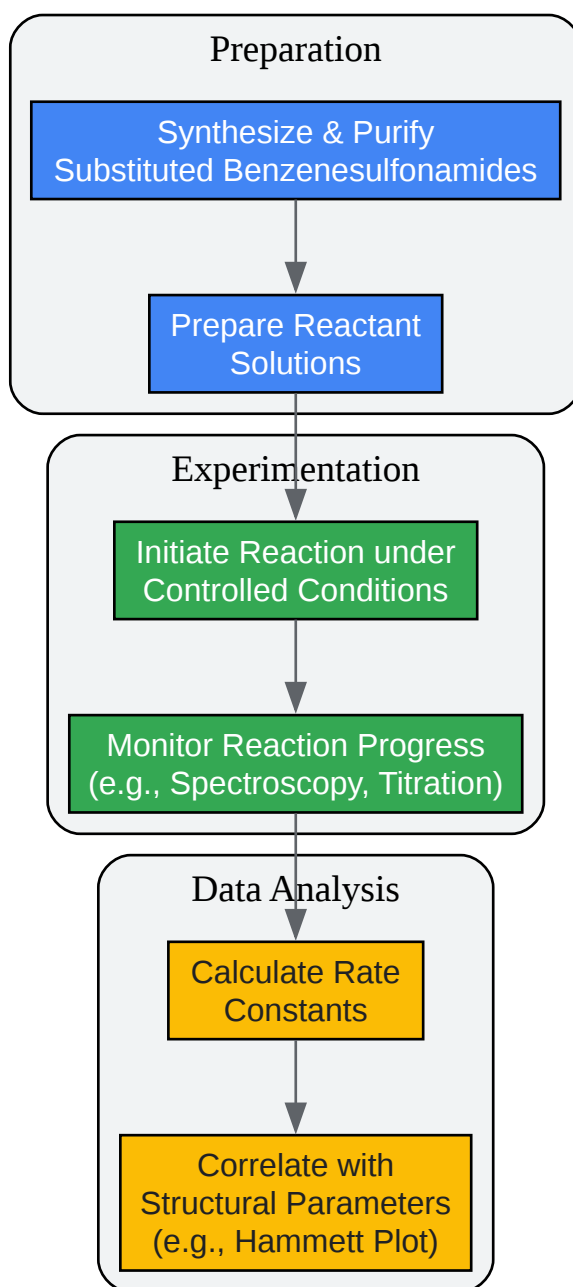 Preparation
Synthesize & Purify
Substituted Benzenesulfonamides
Prepare Reactant
Solutions
Experimentation
Initiate Reaction under
Controlled Conditions
Monitor Reaction Progress
(e.g., Spectroscopy, Titration)
Data Analysis
Calculate Rate
Constants
Correlate with
Structural Parameters
(e.g., Hammett Plot)